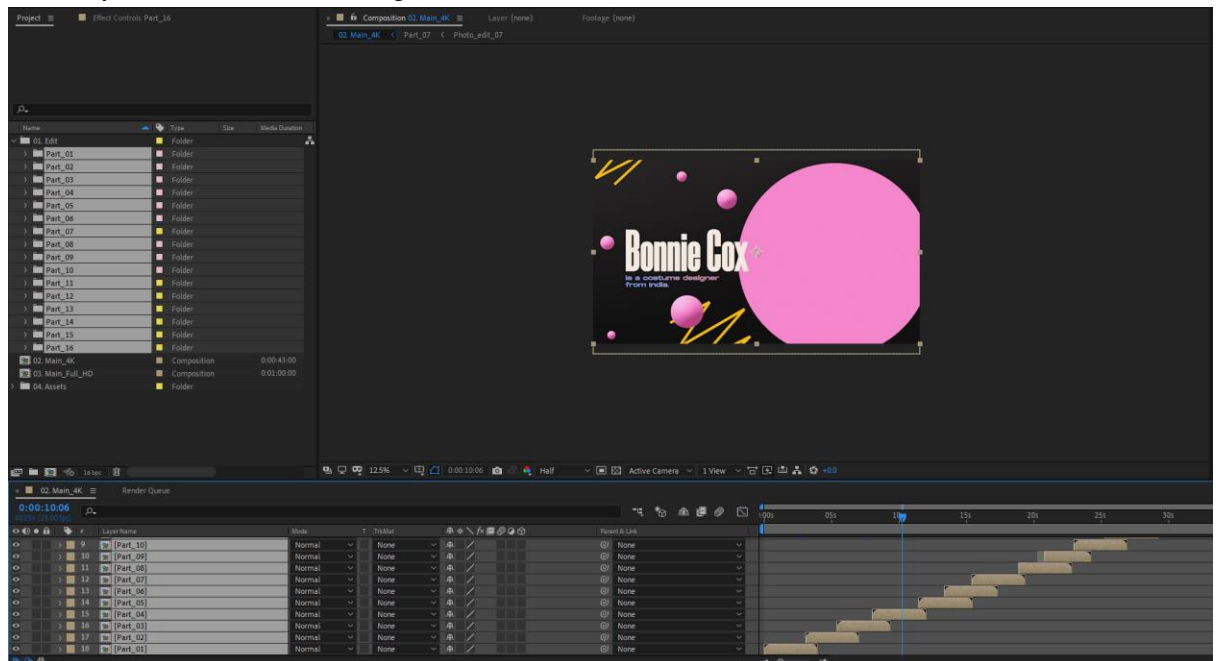 Project
Effect Controls Part_16
Composition 02. Main_4K
Layer (none)
Footage (none)
02. Main_4K
Part_07
Photo_edit_07
Name
Type
Size
Media Duration
01. Edit
Folder
Part_01
Folder
Part_02
Folder
Part_03
Folder
Part_04
Folder
Part_05
Folder
Part_06
Folder
Part_07
Folder
Part_08
Folder
Part_09
Folder
Part_10
Folder
Part_11
Folder
Part_12
Folder
Part_13
Folder
Part_14
Folder
Part_15
Folder
Part_16
Folder
02. Main_4K
Composition
0:00:43:00
03. Main_Full_HD
Composition
0:01:00:00
04. Assets
Folder
Bonnie Cox
is a costume designer
from india.
16 bpc
12.5%
0:00:10:06
Half
Active Camera
1 View
+0.0
02. Main_4K
Render Queue
0:00:10:06
:00s
05s
10s
15s
20s
25s
30s
#
Layer Name
Mode
T .TrkMat
Parent & Link
9 [Part_10] Normal None None
10 [Part_09] Normal None None
11 [Part_08] Normal None None
12 [Part_07] Normal None None
13 [Part_06] Normal None None
14 [Part_05] Normal None None
15 [Part_04] Normal None None
16 [Part_03] Normal None None
17 [Part_02] Normal None None
18 [Part_01] Normal None None